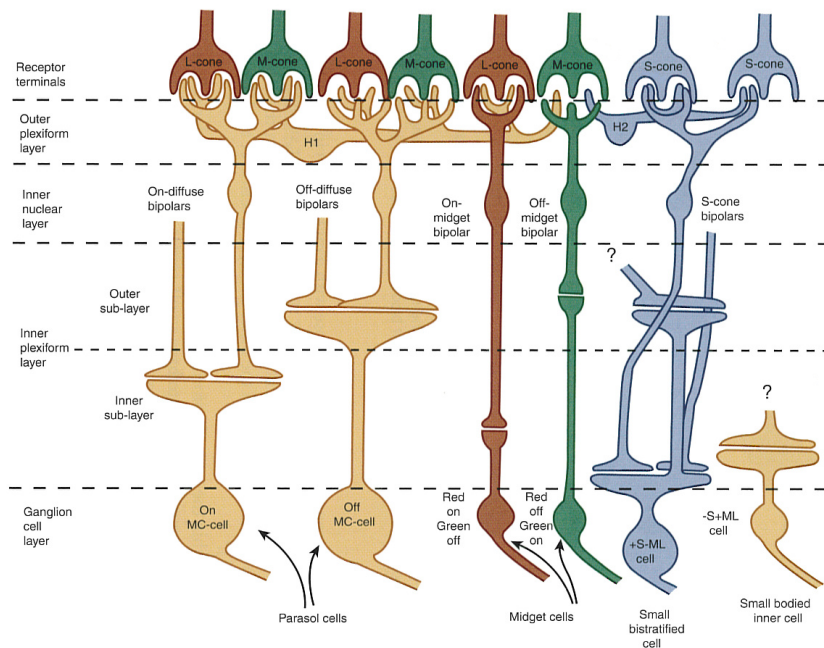 L-cone
M-cone
L-cone
M-cone
L-cone
M-cone
S-cone
S-cone
Receptor
terminals
Outer
plexiform
layer
H1
H2
Inner
nuclear
layer
On-diffuse
bipolars
Off-diffuse
bipolars
On-
midget
bipolar
Off-
midget
bipolar
S-cone
bipolars
?
Outer
sub-layer
Inner
plexiform
layer
Inner
sub-layer
?
Ganglion
cell
layer
On
MC-cell
Off
MC-cell
Red
on
Green
off
Red
off
Green
on
+S-ML
cell
-S+ML
cell
Parasol cells
Midget cells
Small
bistratified
cell
Small bodied
inner cell